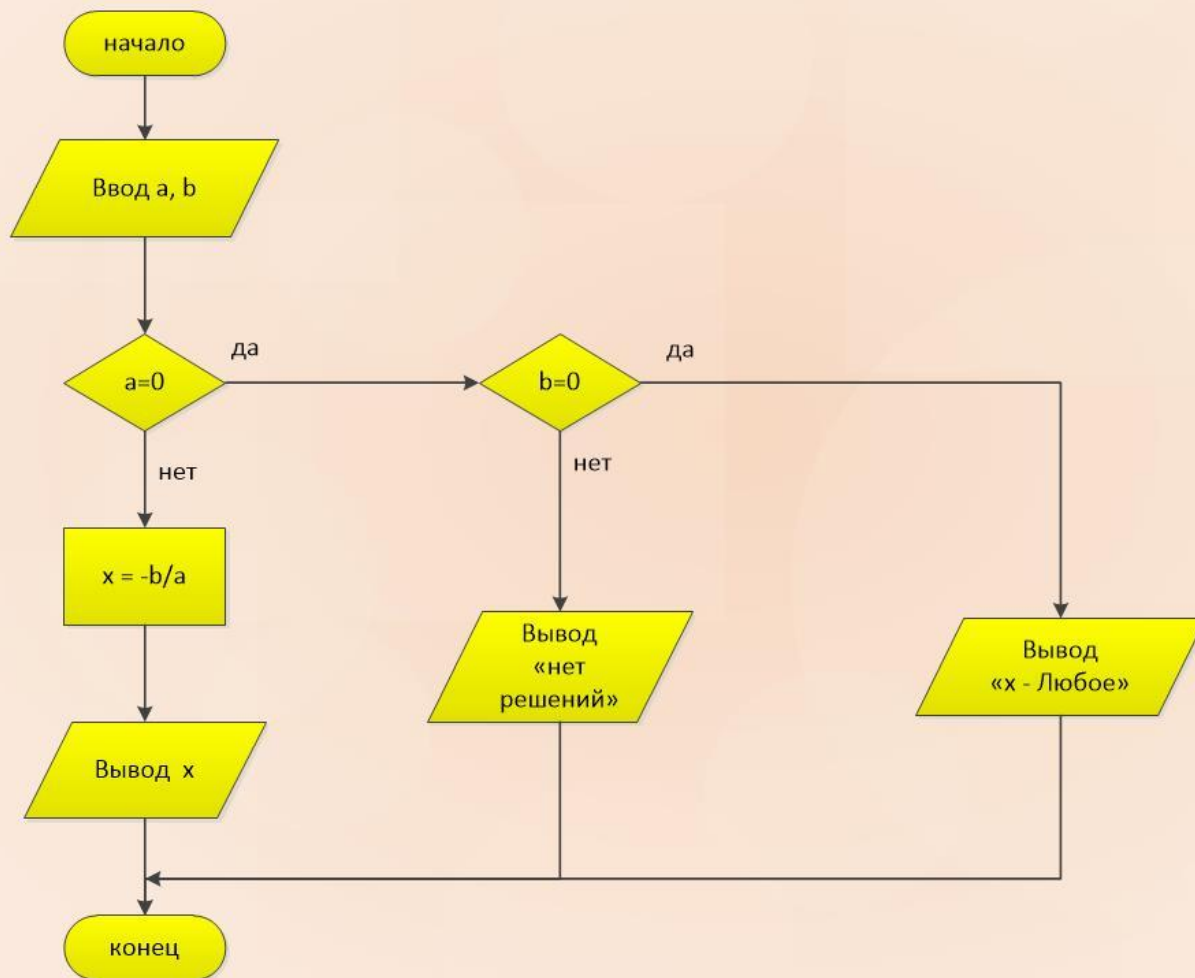 начало
Ввод a, b
a=0
да
b=0
да
нет
нет
x = -b/a
Вывод
«нет
решений»
Вывод
«x - Любое»
Вывод x
конец